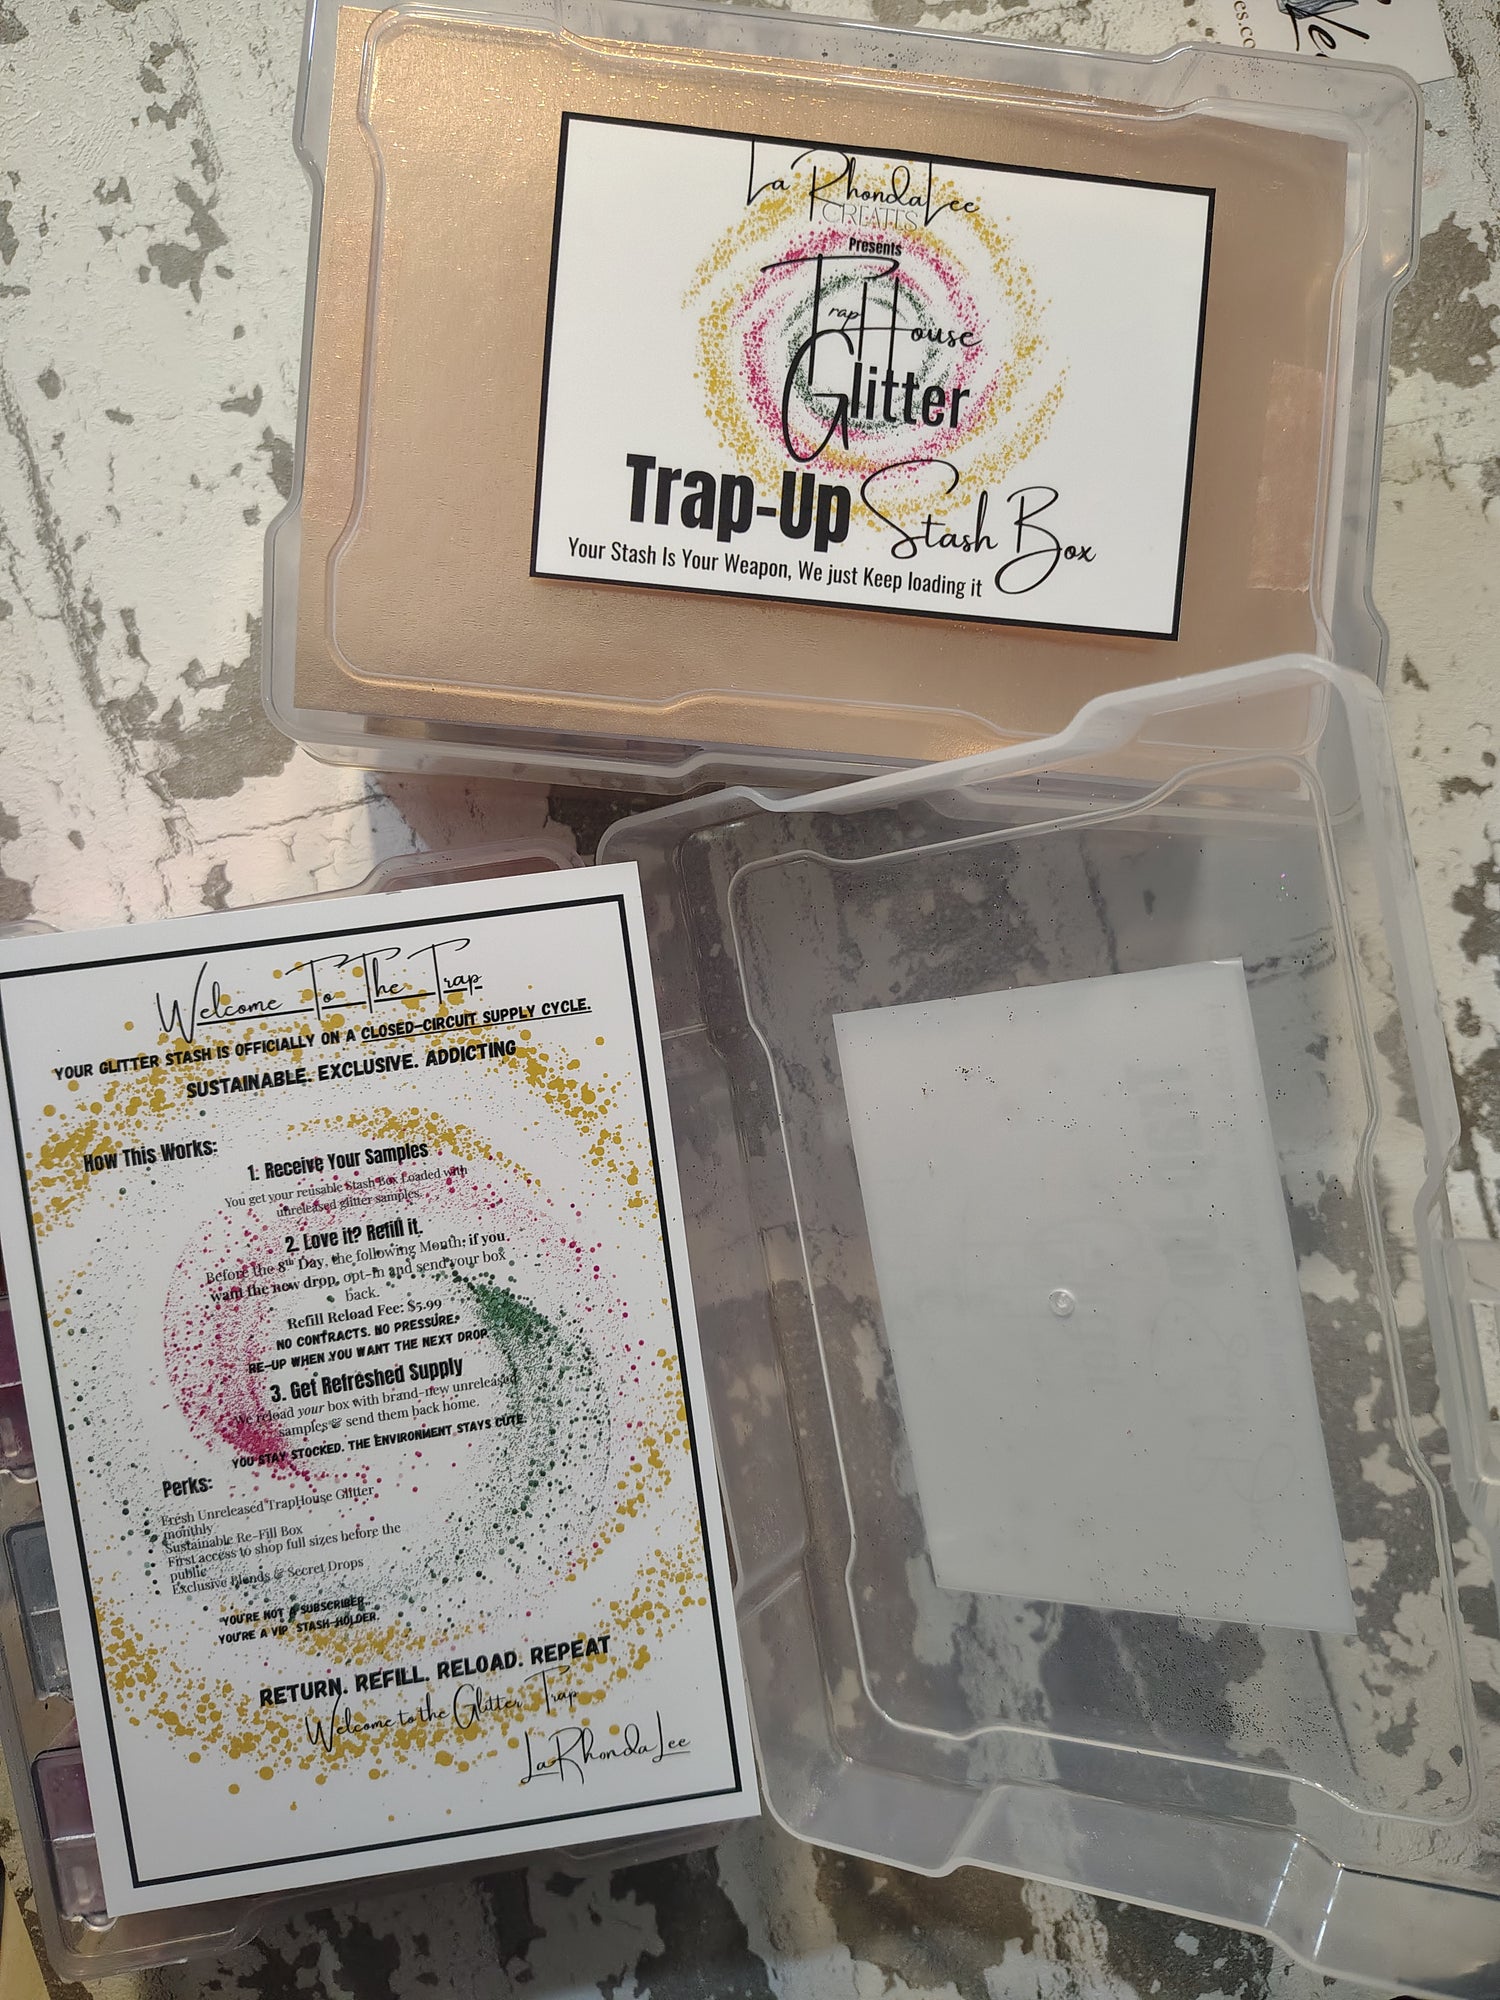 Lee
es.co
LaRhondaLee
CREATES
Presents
TrapHouse
Glitter
Trap-Up Stash Box
Your Stash Is Your Weapon, We just Keep loading it
Welcome To The Trap
YOUR GLITTER STASH IS OFFICIALLY ON A CLOSED-CIRCUIT SUPPLY CYCLE.
SUSTAINABLE. EXCLUSIVE. ADDICTING
How This Works:
1. Receive Your Samples
You get your reusable Stash Box Loaded with
unreleased glitter samples.
2. Love it? Refill it.
Before the 8th Day, the following Month, if you
want the new drop, opt-in and send your box
back.
Refill Reload Fee: $5.99
NO CONTRACTS. NO PRESSURE.
RE-UP WHEN YOU WANT THE NEXT DROP.
3. Get Refreshed Supply
We reload your box with brand-new unreleased
samples & send them back home.
YOU STAY STOCKED. THE ENVIRONMENT STAYS CUTE.
Perks:
Fresh Unreleased TrapHouse Glitter
monthly
Sustainable Re-Fill Box
First access to shop full sizes before the
public
Exclusive Blends & Secret Drops
"YOU'RE NOT A SUBSCRIBER...
YOU'RE A VIP STASH-HOLDER.
RETURN. REFILL. RELOAD. REPEAT
Welcome to the Glitter Trap
LaRhondaLee